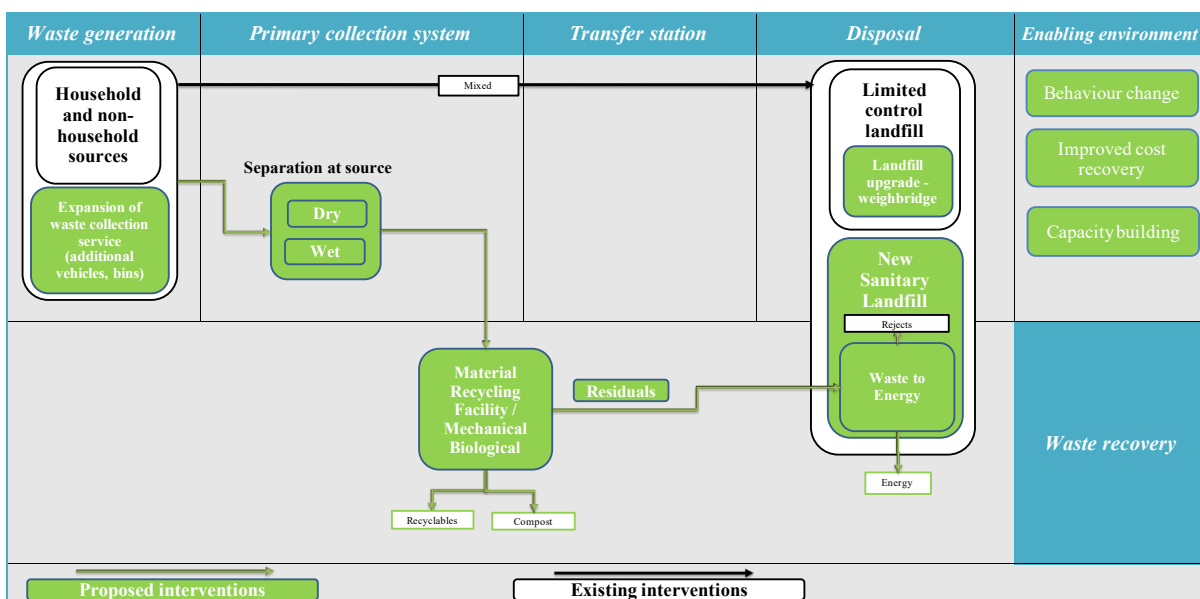 Waste generation
Primary collection system
Transfer station
Disposal
Enabling environment
Household
and non-
household
sources
Expansion of
waste collection
service
(additional
vehicles, bins)
Mixed
Separation at source
Dry
Wet
Limited
control
landfill
Landfill
upgrade -
weighbridge
New
Sanitary
Landfill
Rejects
Waste to
Energy
Energy
Behaviour change
Improved cost
recovery
Capacity building
Material
Recycling
Facility /
Mechanical
Biological
Residuals
Recyclables
Compost
Waste recovery
Proposed interventions
Existing interventions